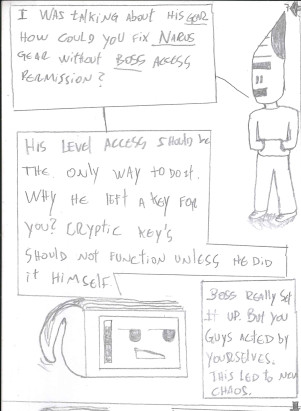 I WAS TALKING ABOUT HIS GEAR
HOW COULD YOU FIX NARUS
GEAR WITHOUT BOSS ACCESS
PERMISSION?
HIS LEVEL ACCESS SHOULD BE
THE ONLY WAY TO DO IT.
WHY HE LEFT A KEY FOR
YOU? CRYPTIC KEY'S
SHOULD NOT FUNCTION UNLESS HE DID
IT HIMSELF.
BOSS REALLY SET
IT UP. BUT YOU
GUYS ACTED BY
YOURSELVES.
THIS LED TO NEW
CHAOS.